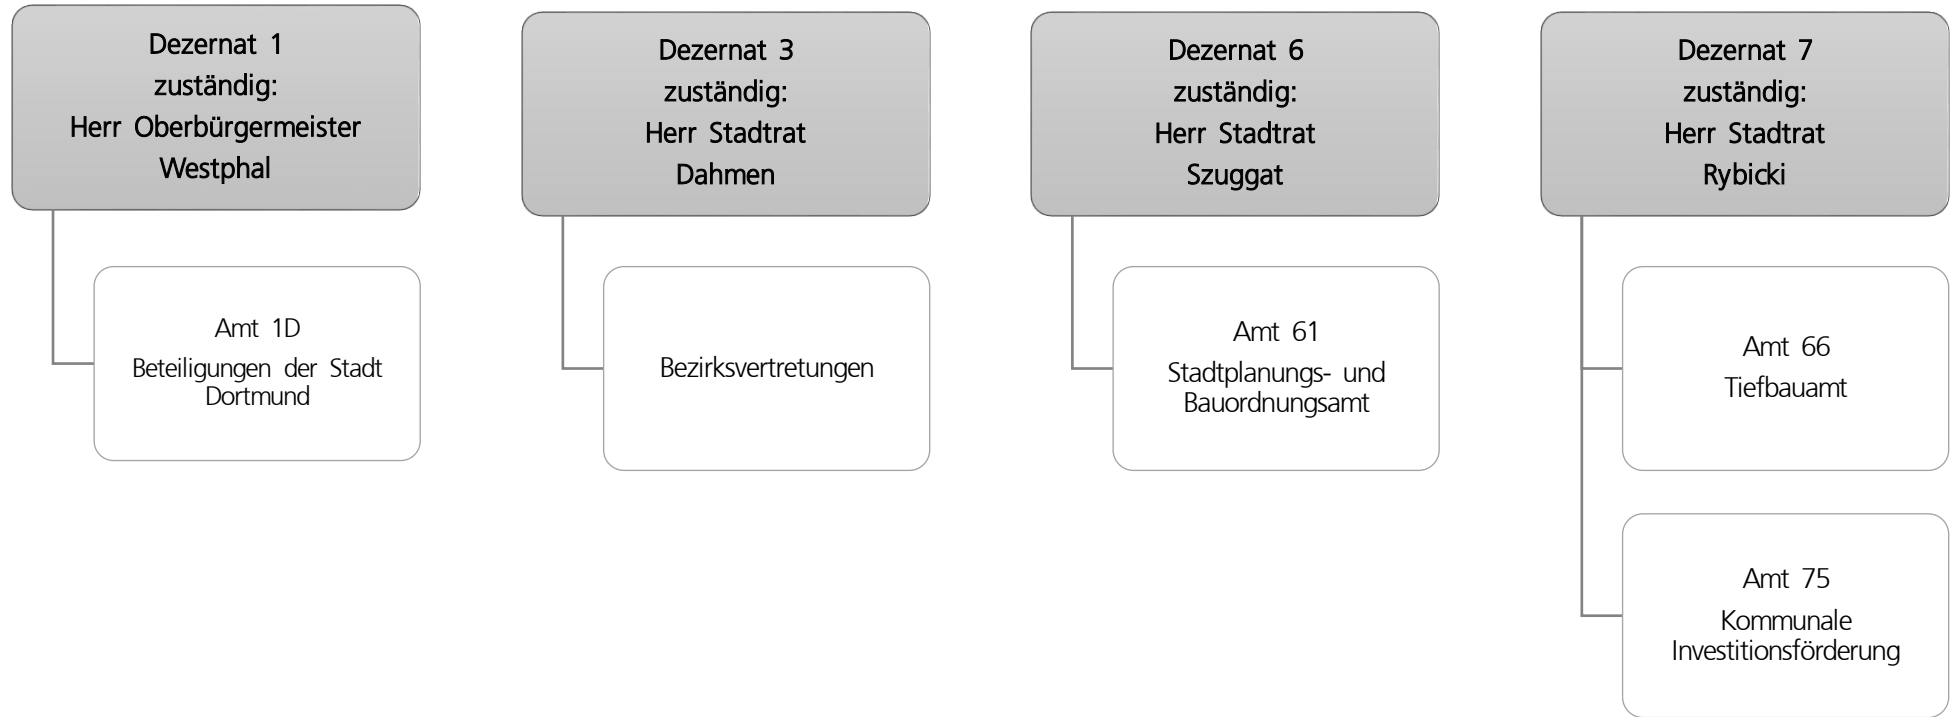 Dezernat 1
zuständig:
Herr Oberbürgermeister
Westphal
Amt 1D
Beteiligungen der Stadt
Dortmund
Dezernat 3
zuständig:
Herr Stadtrat
Dahmen
Bezirksvertretungen
Dezernat 6
zuständig:
Herr Stadtrat
Szuggat
Amt 61
Stadtplanungs- und
Bauordnungsamt
Dezernat 7
zuständig:
Herr Stadtrat
Rybicki
Amt 66
Tiefbauamt
Amt 75
Kommunale
Investitionsförderung